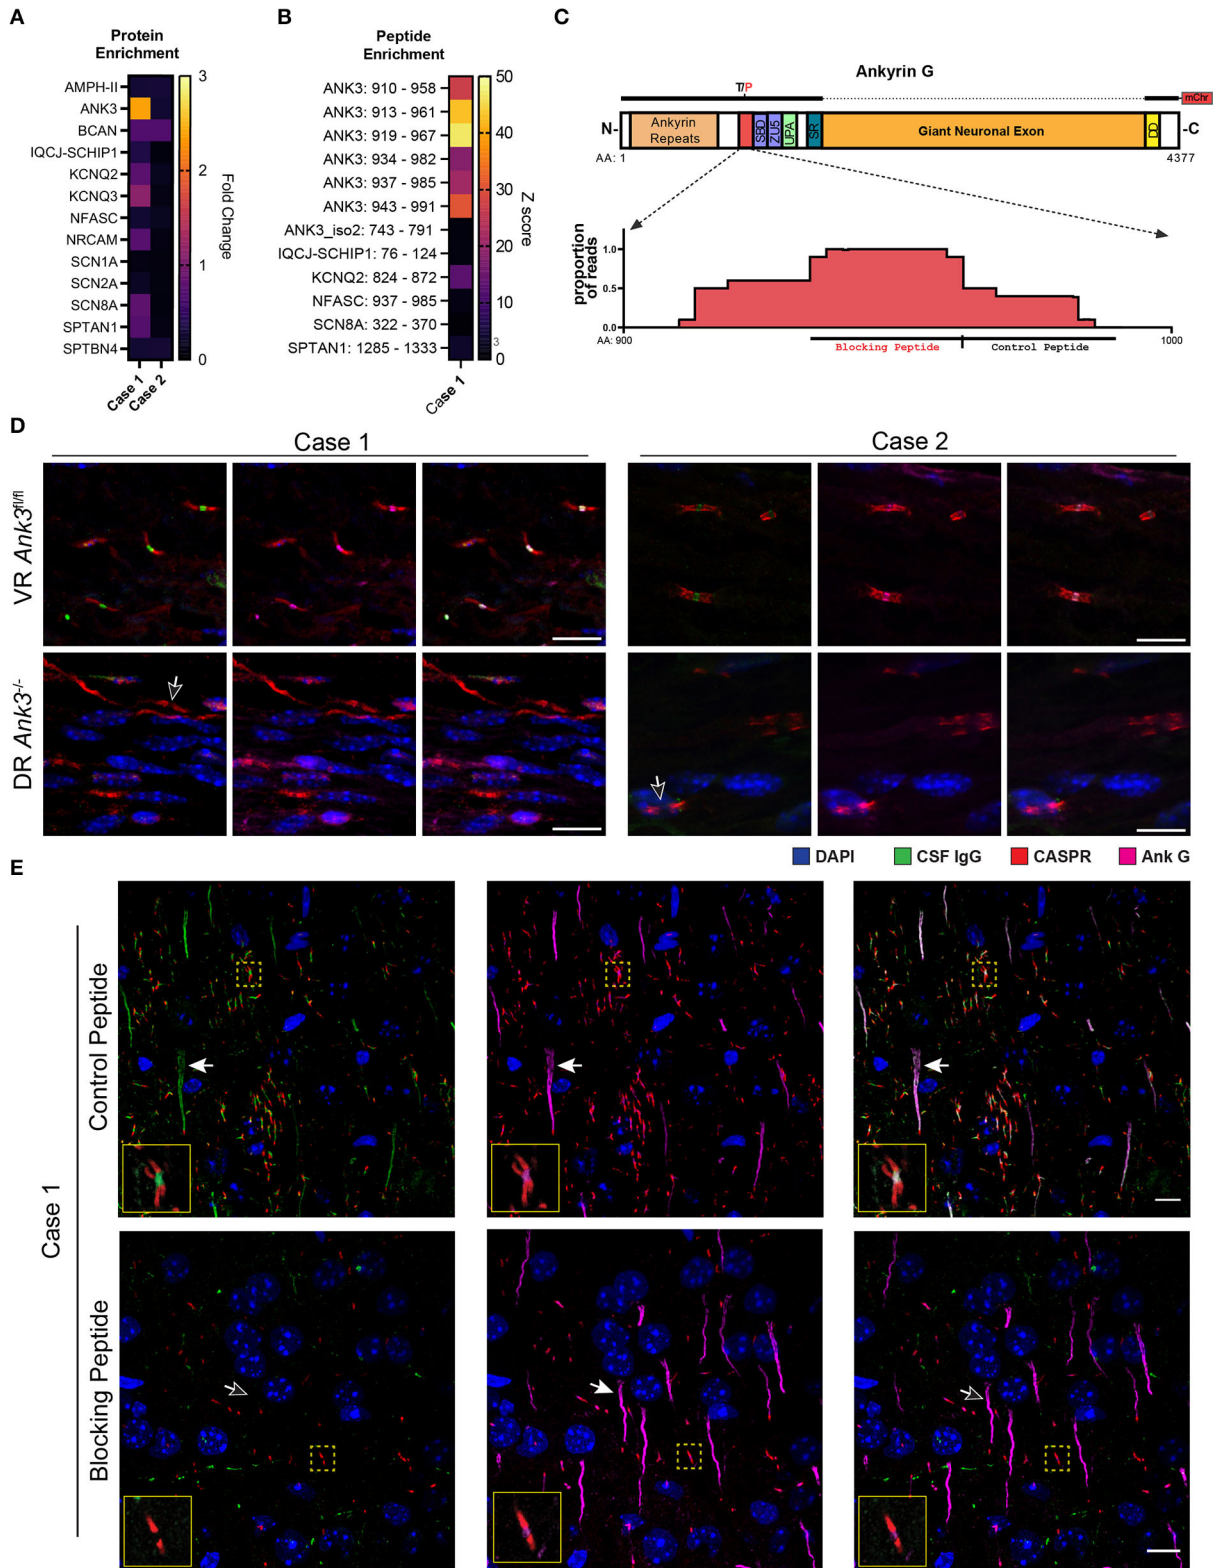 A
Protein
Enrichment
AMPH-II
ANK3
BCAN
IQCJ-SCHIP1
KCNQ2
KCNQ3
NFASC
NRCAM
SCN1A
SCN2A
SCN8A
SPTAN1
SPTBN4
3
2
1
0
Fold Change
Case 1
Case 2
B
Peptide
Enrichment
ANK3: 910 - 958
ANK3: 913 - 961
ANK3: 919 - 967
ANK3: 934 - 982
ANK3: 937 - 985
ANK3: 943 - 991
ANK3_iso2: 743 - 791
IQCJ-SCHIP1: 76 - 124
KCNQ2: 824 - 872
NFASC: 937 - 985
SCN8A: 322 - 370
SPTAN1: 1285 - 1333
50
40
30
20
10
3
0
Z score
Case 1
C
Ankyrin G
T/P
mChr
N-
Ankyrin
Repeats
SBD
ZU5
UPA
SR
Giant Neuronal Exon
DD
-C
AA: 1
4377
proportion
of reads
1.0
0.5
0.0
AA: 900
1000
Blocking Peptide
Control Peptide
D
Case 1
Case 2
VR Ank3fl/fl
DR Ank3-/-
DAPI
CSF IgG
CASPR
Ank G
E
Case 1
Control Peptide
Blocking Peptide